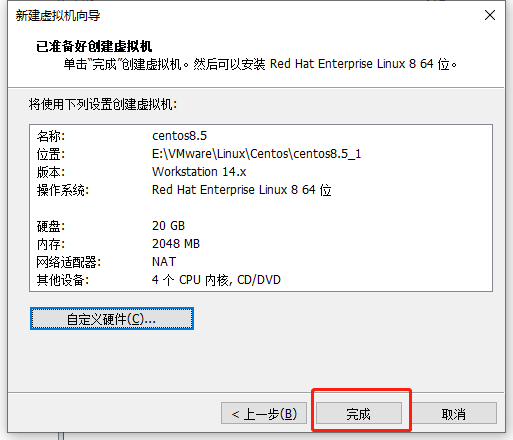 新建虚拟机向导
已准备好创建虚拟机
单击“完成”创建虚拟机。然后可以安装 Red Hat Enterprise Linux 8 64 位。
将使用下列设置创建虚拟机:
名称: centos8.5
位置: E:\VMware\Linux\Centos\centos8.5_1
版本: Workstation 14.x
操作系统: Red Hat Enterprise Linux 8 64 位
硬盘: 20 GB
内存: 2048 MB
网络适配器: NAT
其他设备: 4 个 CPU 内核, CD/DVD
自定义硬件(C)...
< 上一步(B) 完成 取消